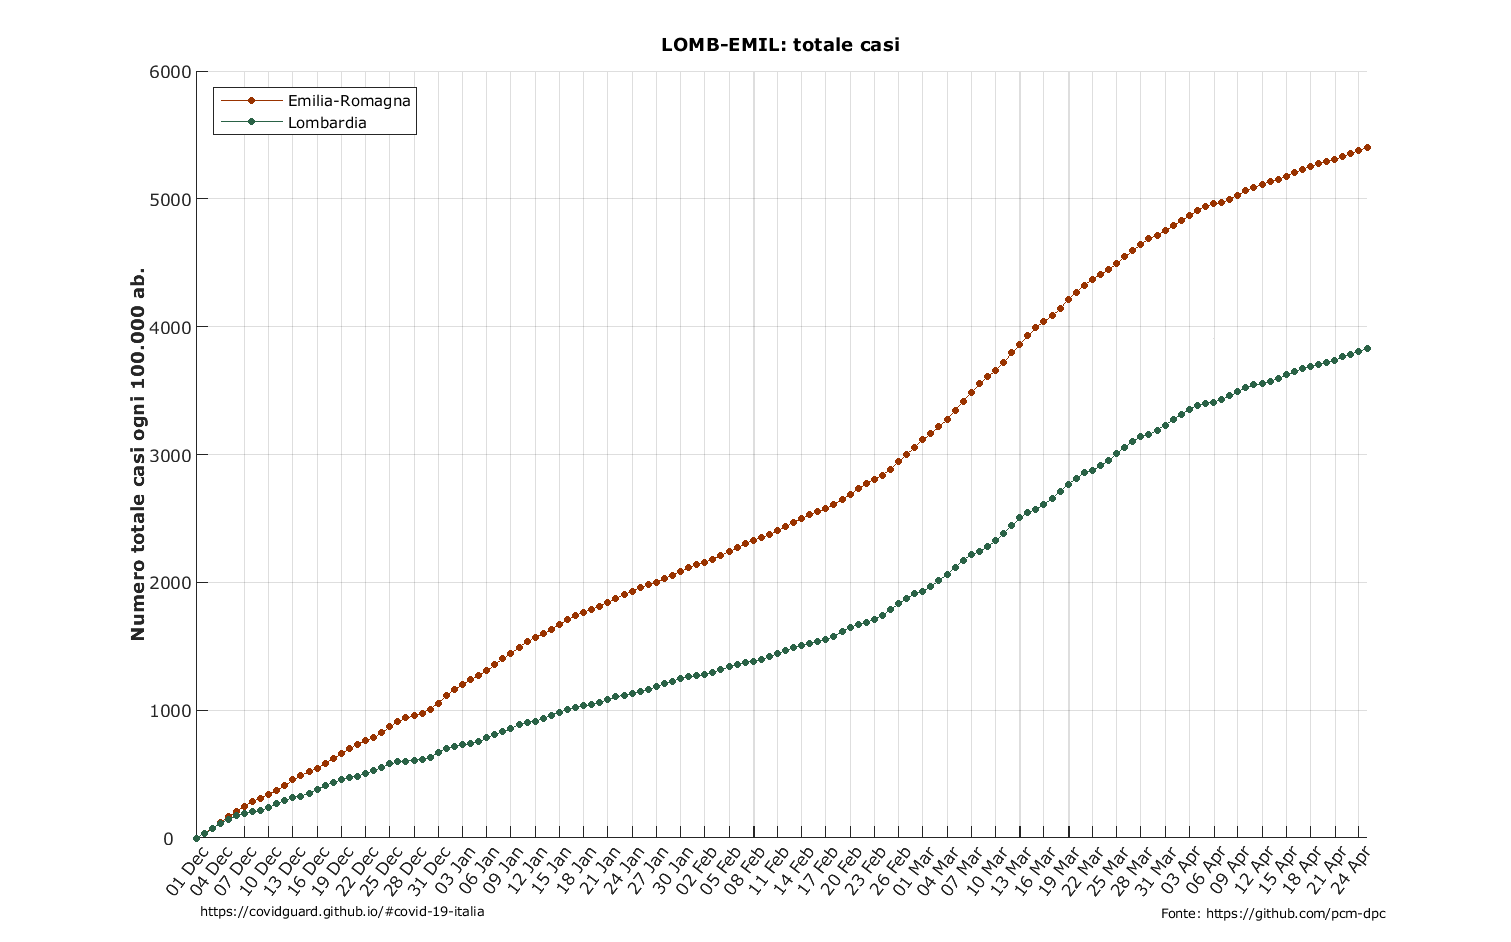 LOMB-EMIL: totale casi
Emilia-Romagna
Lombardia
Numero totale casi ogni 100.000 ab.
6000
5000
4000
3000
2000
1000
0
01 Dec
04 Dec
07 Dec
10 Dec
13 Dec
16 Dec
19 Dec
22 Dec
25 Dec
28 Dec
31 Dec
03 Jan
06 Jan
09 Jan
12 Jan
15 Jan
18 Jan
21 Jan
24 Jan
27 Jan
30 Jan
02 Feb
05 Feb
08 Feb
11 Feb
14 Feb
17 Feb
20 Feb
23 Feb
26 Feb
01 Mar
04 Mar
07 Mar
10 Mar
13 Mar
16 Mar
19 Mar
22 Mar
25 Mar
28 Mar
31 Mar
03 Apr
06 Apr
09 Apr
12 Apr
15 Apr
18 Apr
21 Apr
24 Apr
https://covidguard.github.io/#covid-19-italia
Fonte: https://github.com/pcm-dpc